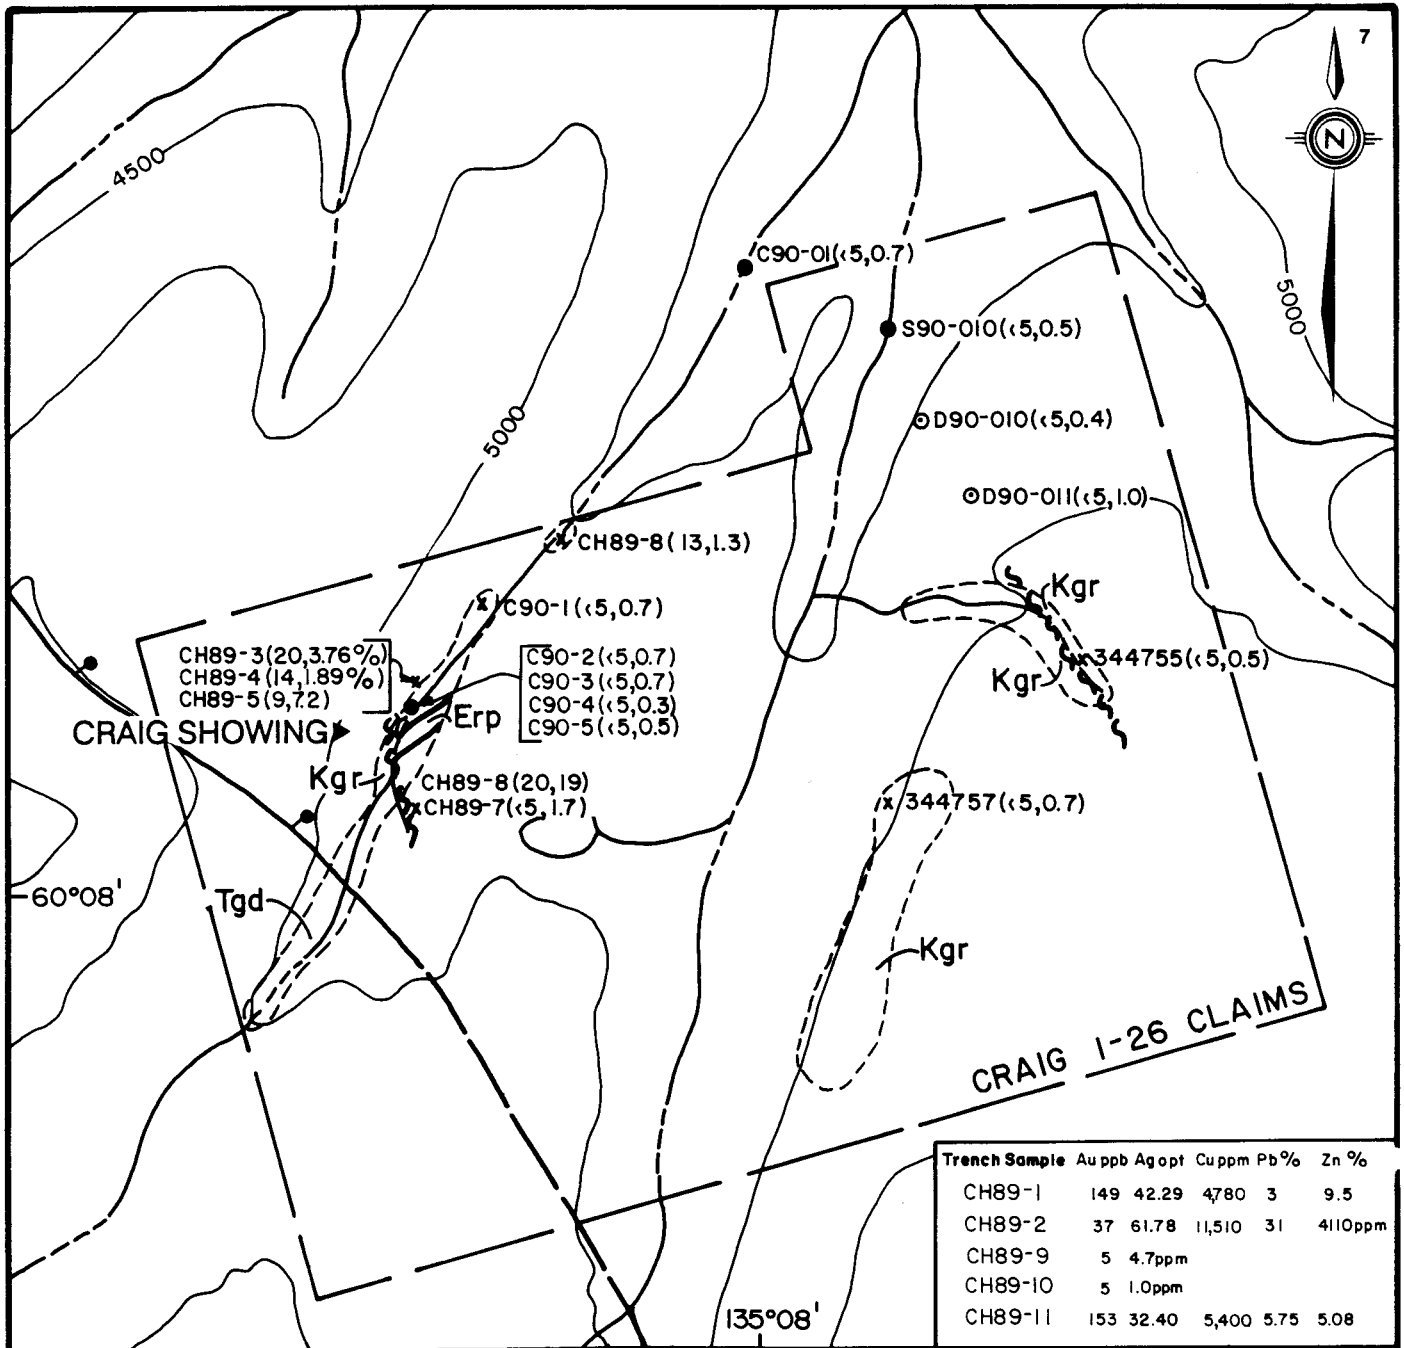 7
N
4500
C90-01(<5,0.7)
5000
S90-010(<5,0.5)
5000
D90-010(<5,0.4)
D90-011(<5,1.0)
CH89-8(13,1.3)
Kgr
C90-1(<5,0.7)
CH89-3(20,3.76%)
CH89-4(14,1.89%)
CH89-5(9,7.2)
C90-2(<5,0.7)
C90-3(<5,0.7)
C90-4(<5,0.3)
C90-5(<5,0.5)
344755(<5,0.5)
Kgr
Erp
CRAIG SHOWING
Kgr
CH89-8(20,19)
CH89-7(<5,1.7)
344757(<5,0.7)
60°08'
Tgd
Kgr
CRAIG 1-26 CLAIMS
Trench Sample Au ppb Ag opt Cu ppm Pb % Zn %
CH89-1 149 42.29 4,780 3 9.5
CH89-2 37 61.78 11,510 31 4110ppm
CH89-9 5 4.7ppm
CH89-10 5 1.0ppm
CH89-11 153 32.40 5,400 5.75 5.08
135°08'